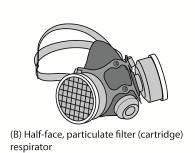 (B) Half-face, particulate filter (cartridge)
respirator